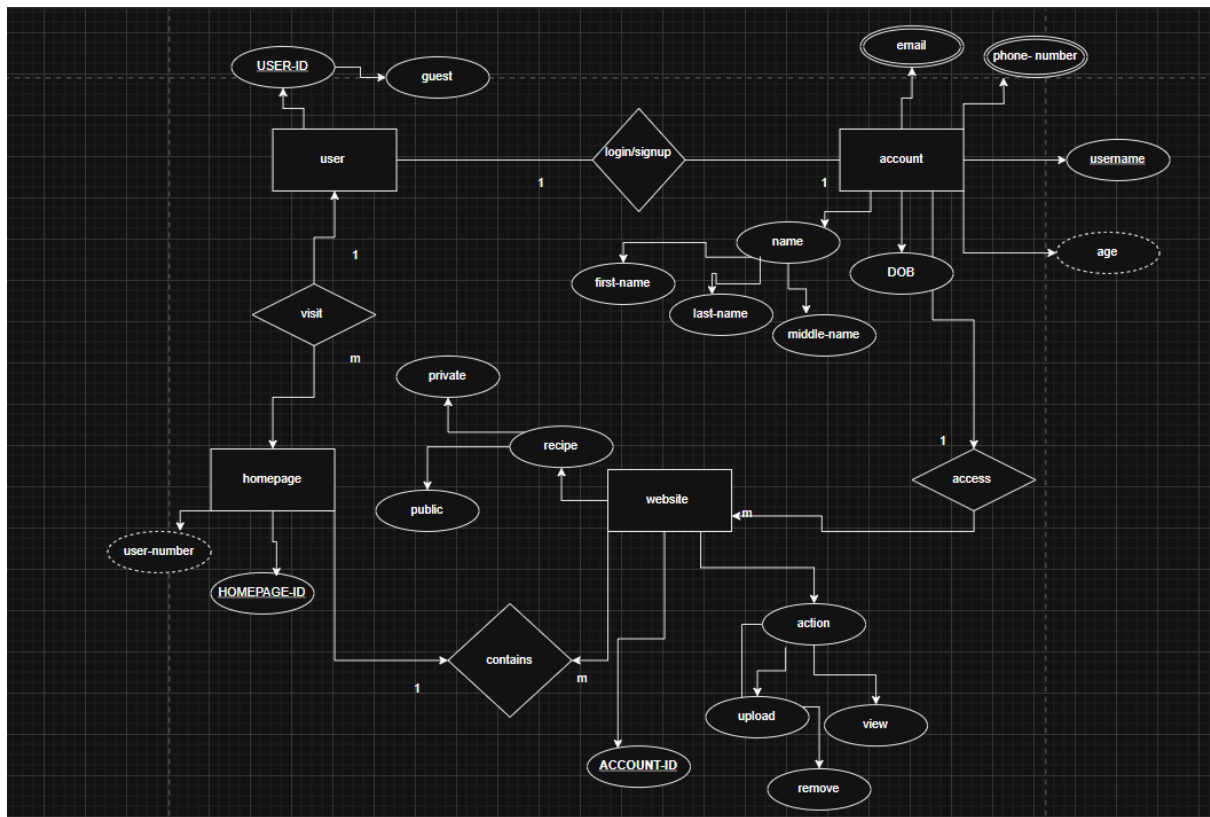 email
phone- number
USER-ID
guest
user
login/signup
account
username
1
1
name
DOB
age
first-name
last-name
middle-name
1
visit
m
private
recipe
public
1
homepage
website
access
m
user-number
HOMEPAGE-ID
action
contains
1
m
upload
view
ACCOUNT-ID
remove